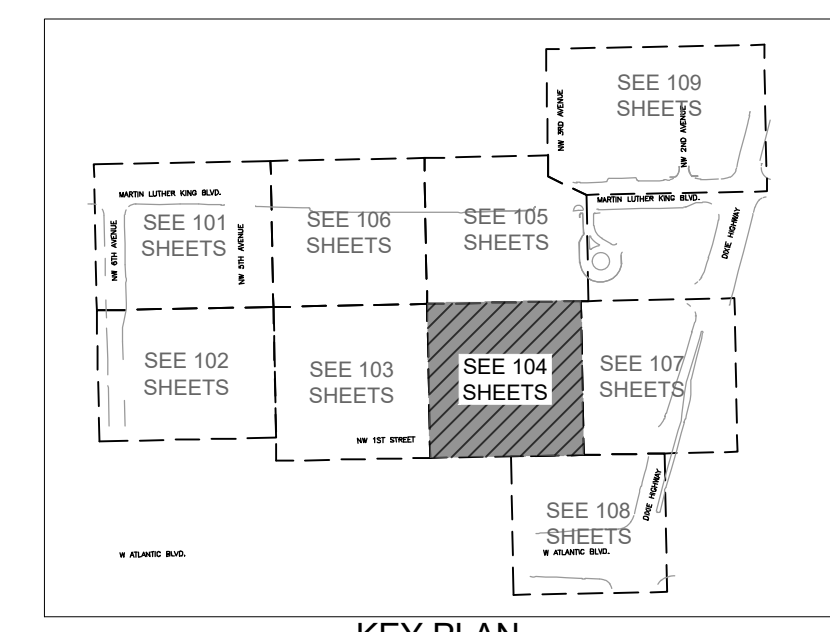 SEE 109
SHEETS
NW 3RD AVENUE
NW 2ND AVENUE
MARTIN LUTHER KING BLVD.
MARTIN LUTHER KING BLVD.
SEE 101
SHEETS
NW 6TH AVENUE
NW 5TH AVENUE
SEE 106
SHEETS
SEE 105
SHEETS
DIXIE HIGHWAY
SEE 102
SHEETS
SEE 103
SHEETS
SEE 104
SHEETS
SEE 107
SHEETS
NW 1ST STREET
SEE 108
SHEETS
DIXIE HIGHWAY
W ATLANTIC BLVD.
W ATLANTIC BLVD.
KEY PLAN